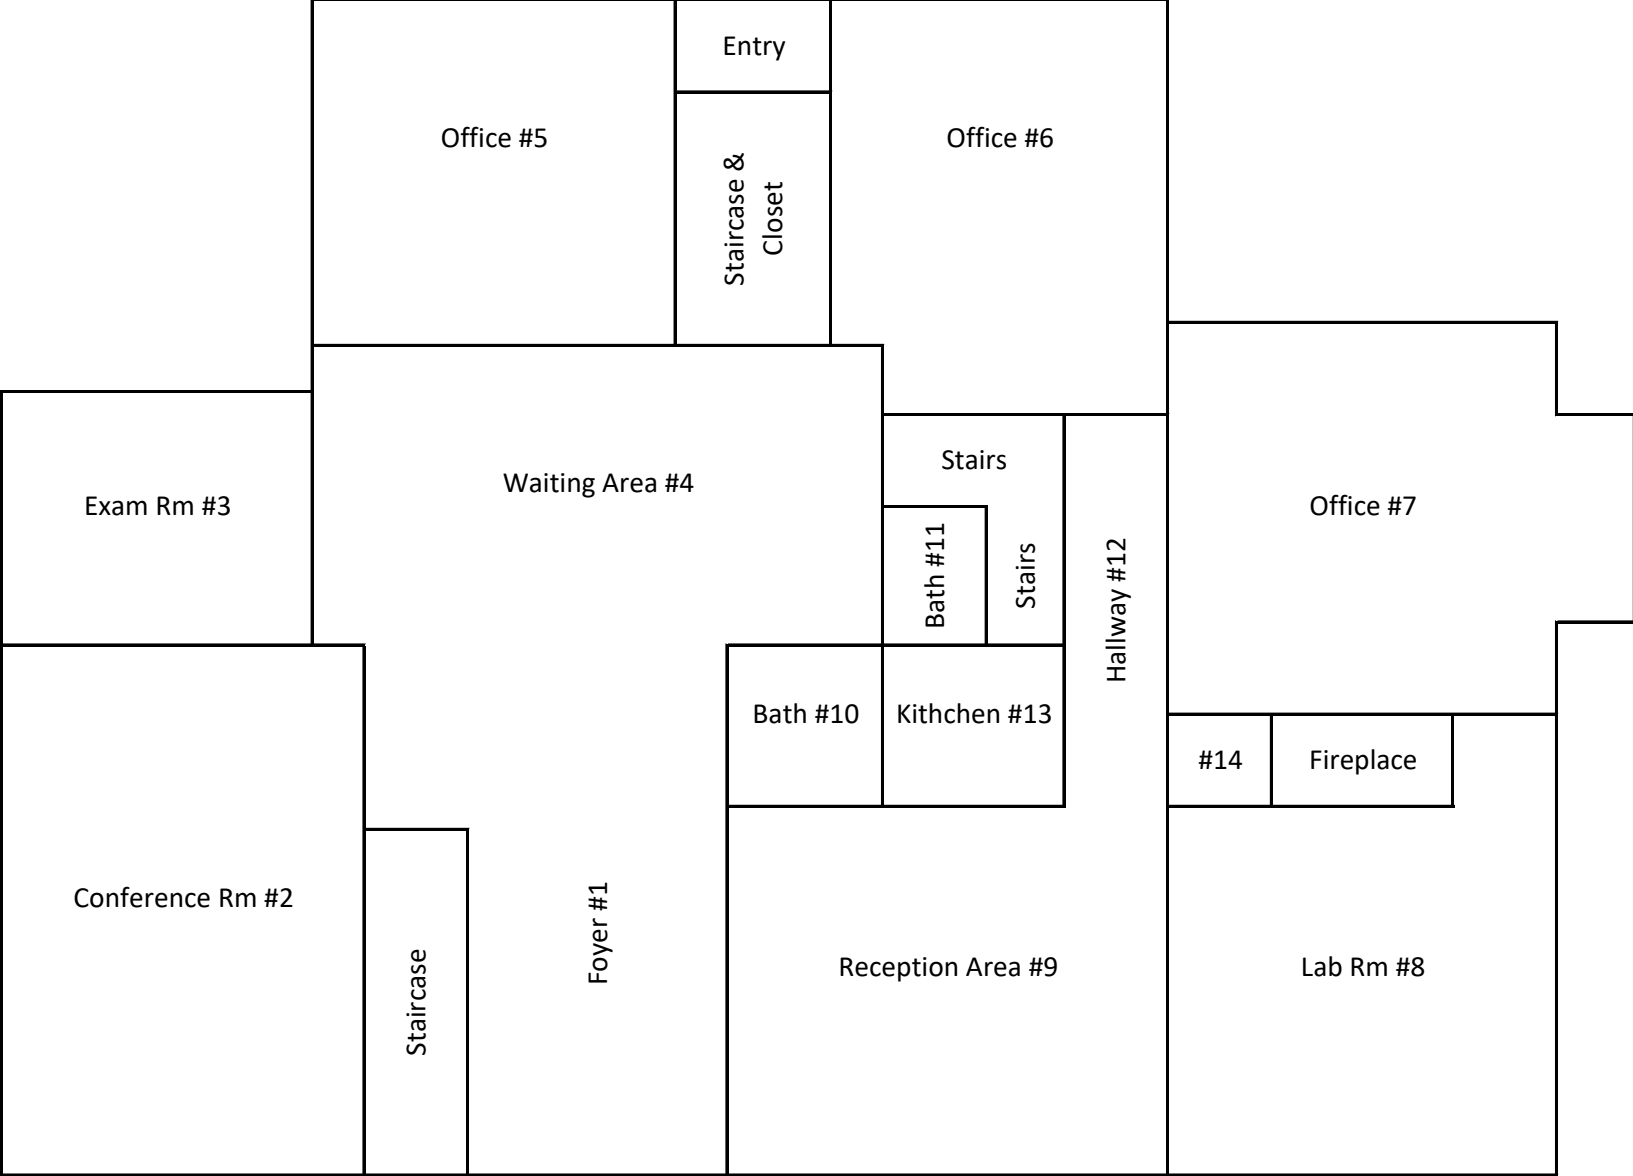 Entry
Office #5
Office #6
Staircase &
Closet
Stairs
Waiting Area #4
Exam Rm #3
Office #7
Bath #11
Stairs
Hallway #12
Bath #10
Kithchen #13
#14
Fireplace
Conference Rm #2
Foyer #1
Reception Area #9
Lab Rm #8
Staircase